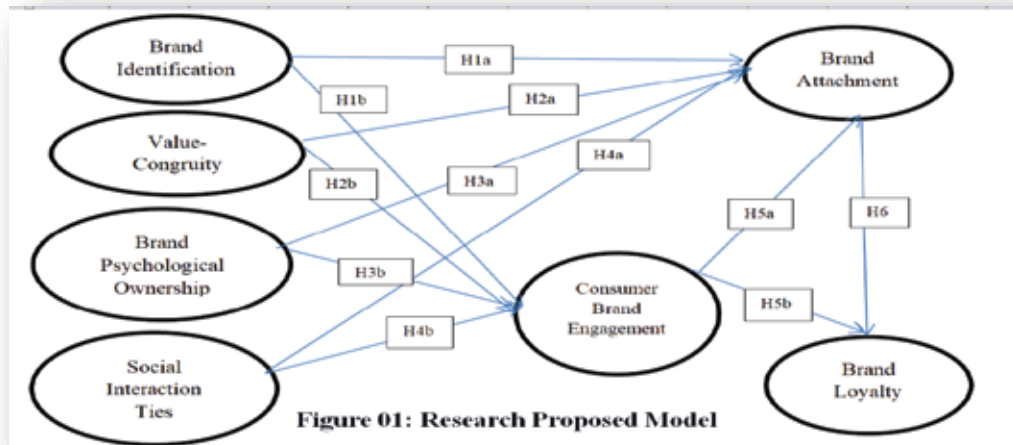 Brand
Identification
H1a
Brand
Attachment
H1b
H2a
Value-
Congruity
H4a
H2b
H3a
Brand
Psychological
Ownership
H5a
H6
H3b
Consumer
Brand
Engagement
H5b
H4b
Social
Interaction
Ties
Brand
Loyalty
Figure 01: Research Proposed Model